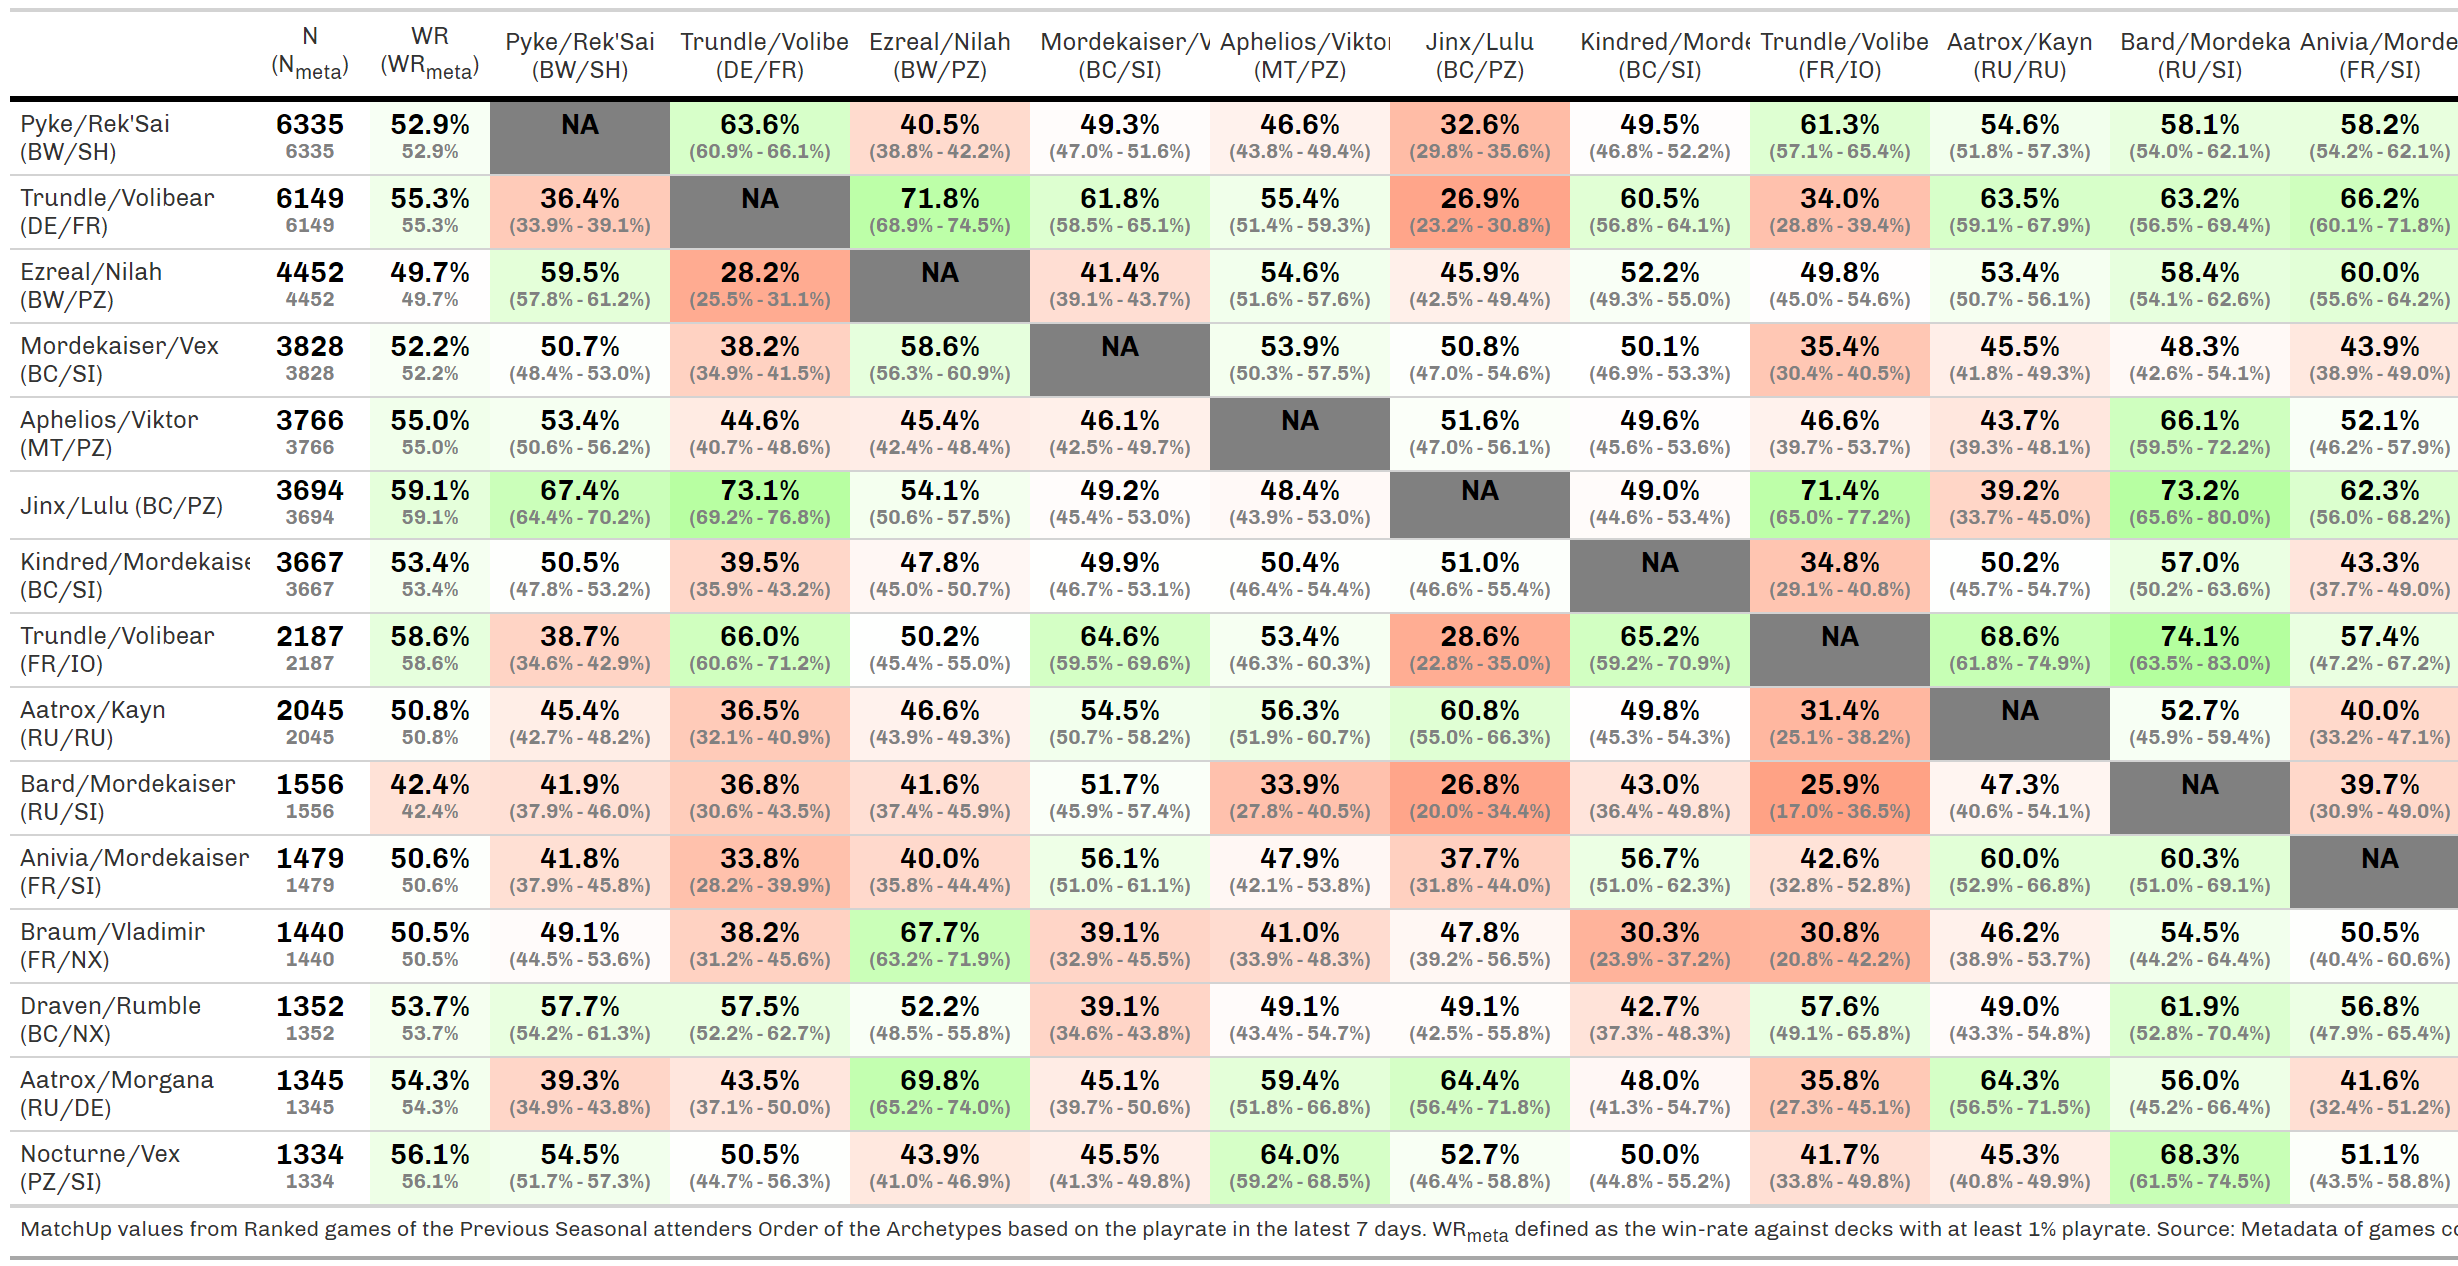 N WR Pyke/Rek'Sai Trundle/Volibe Ezreal/Nilah Mordekaiser/V Aphelios/Viktor Jinx/Lulu Kindred/Morde Trundle/Volibe Aatrox/Kayn Bard/Mordeka Anivia/Morde
(Nmeta) (WRmeta) (BW/SH) (DE/FR) (BW/PZ) (BC/SI) (MT/PZ) (BC/PZ) (BC/SI) (FR/IO) (RU/RU) (RU/SI) (FR/SI)
Pyke/Rek'Sai 6335 52.9% NA 63.6% 40.5% 49.3% 46.6% 32.6% 49.5% 61.3% 54.6% 58.1% 58.2%
(BW/SH) 6335 52.9% (60.9% - 66.1%) (38.8% - 42.2%) (47.0% - 51.6%) (43.8% - 49.4%) (29.8% - 35.6%) (46.8% - 52.2%) (57.1% - 65.4%) (51.8% - 57.3%) (54.0% - 62.1%) (54.2% - 62.1%)
Trundle/Volibear 6149 55.3% 36.4% NA 71.8% 61.8% 55.4% 26.9% 60.5% 34.0% 63.5% 63.2% 66.2%
(DE/FR) 6149 55.3% (33.9% - 39.1%) (68.9% - 74.5%) (58.5% - 65.1%) (51.4% - 59.3%) (23.2% - 30.8%) (56.8% - 64.1%) (28.8% - 39.4%) (59.1% - 67.9%) (56.5% - 69.4%) (60.1% - 71.8%)
Ezreal/Nilah 4452 49.7% 59.5% 28.2% NA 41.4% 54.6% 45.9% 52.2% 49.8% 53.4% 58.4% 60.0%
(BW/PZ) 4452 49.7% (57.8% - 61.2%) (25.5% - 31.1%) (39.1% - 43.7%) (51.6% - 57.6%) (42.5% - 49.4%) (49.3% - 55.0%) (45.0% - 54.6%) (50.7% - 56.1%) (54.1% - 62.6%) (55.6% - 64.2%)
Mordekaiser/Vex 3828 52.2% 50.7% 38.2% 58.6% NA 53.9% 50.8% 50.1% 35.4% 45.5% 48.3% 43.9%
(BC/SI) 3828 52.2% (48.4% - 53.0%) (34.9% - 41.5%) (56.3% - 60.9%) (50.3% - 57.5%) (47.0% - 54.6%) (46.9% - 53.3%) (30.4% - 40.5%) (41.8% - 49.3%) (42.6% - 54.1%) (38.9% - 49.0%)
Aphelios/Viktor 3766 55.0% 53.4% 44.6% 45.4% 46.1% NA 51.6% 49.6% 46.6% 43.7% 66.1% 52.1%
(MT/PZ) 3766 55.0% (50.6% - 56.2%) (40.7% - 48.6%) (42.4% - 48.4%) (42.5% - 49.7%) (47.0% - 56.1%) (45.6% - 53.6%) (39.7% - 53.7%) (39.3% - 48.1%) (59.5% - 72.2%) (46.2% - 57.9%)
Jinx/Lulu (BC/PZ) 3694 59.1% 67.4% 73.1% 54.1% 49.2% 48.4% NA 49.0% 71.4% 39.2% 73.2% 62.3%
3694 59.1% (64.4% - 70.2%) (69.2% - 76.8%) (50.6% - 57.5%) (45.4% - 53.0%) (43.9% - 53.0%) (44.6% - 53.4%) (65.0% - 77.2%) (33.7% - 45.0%) (65.6% - 80.0%) (56.0% - 68.2%)
Kindred/Mordekaise 3667 53.4% 50.5% 39.5% 47.8% 49.9% 50.4% 51.0% NA 34.8% 50.2% 57.0% 43.3%
(BC/SI) 3667 53.4% (47.8% - 53.2%) (35.9% - 43.2%) (45.0% - 50.7%) (46.7% - 53.1%) (46.4% - 54.4%) (46.6% - 55.4%) (29.1% - 40.8%) (45.7% - 54.7%) (50.2% - 63.6%) (37.7% - 49.0%)
Trundle/Volibear 2187 58.6% 38.7% 66.0% 50.2% 64.6% 53.4% 28.6% 65.2% NA 68.6% 74.1% 57.4%
(FR/IO) 2187 58.6% (34.6% - 42.9%) (60.6% - 71.2%) (45.4% - 55.0%) (59.5% - 69.6%) (46.3% - 60.3%) (22.8% - 35.0%) (59.2% - 70.9%) (61.8% - 74.9%) (63.5% - 83.0%) (47.2% - 67.2%)
Aatrox/Kayn 2045 50.8% 45.4% 36.5% 46.6% 54.5% 56.3% 60.8% 49.8% 31.4% NA 52.7% 40.0%
(RU/RU) 2045 50.8% (42.7% - 48.2%) (32.1% - 40.9%) (43.9% - 49.3%) (50.7% - 58.2%) (51.9% - 60.7%) (55.0% - 66.3%) (45.3% - 54.3%) (25.1% - 38.2%) (45.9% - 59.4%) (33.2% - 47.1%)
Bard/Mordekaiser 1556 42.4% 41.9% 36.8% 41.6% 51.7% 33.9% 26.8% 43.0% 25.9% 47.3% NA 39.7%
(RU/SI) 1556 42.4% (37.9% - 46.0%) (30.6% - 43.5%) (37.4% - 45.9%) (45.9% - 57.4%) (27.8% - 40.5%) (20.0% - 34.4%) (36.4% - 49.8%) (17.0% - 36.5%) (40.6% - 54.1%) (30.9% - 49.0%)
Anivia/Mordekaiser 1479 50.6% 41.8% 33.8% 40.0% 56.1% 47.9% 37.7% 56.7% 42.6% 60.0% 60.3% NA
(FR/SI) 1479 50.6% (37.9% - 45.8%) (28.2% - 39.9%) (35.8% - 44.4%) (51.0% - 61.1%) (42.1% - 53.8%) (31.8% - 44.0%) (51.0% - 62.3%) (32.8% - 52.8%) (52.9% - 66.8%) (51.0% - 69.1%)
Braum/Vladimir 1440 50.5% 49.1% 38.2% 67.7% 39.1% 41.0% 47.8% 30.3% 30.8% 46.2% 54.5% 50.5%
(FR/NX) 1440 50.5% (44.5% - 53.6%) (31.2% - 45.6%) (63.2% - 71.9%) (32.9% - 45.5%) (33.9% - 48.3%) (39.2% - 56.5%) (23.9% - 37.2%) (20.8% - 42.2%) (38.9% - 53.7%) (44.2% - 64.4%) (40.4% - 60.6%)
Draven/Rumble 1352 53.7% 57.7% 57.5% 52.2% 39.1% 49.1% 49.1% 42.7% 57.6% 49.0% 61.9% 56.8%
(BC/NX) 1352 53.7% (54.2% - 61.3%) (52.2% - 62.7%) (48.5% - 55.8%) (34.6% - 43.8%) (43.4% - 54.7%) (42.5% - 55.8%) (37.3% - 48.3%) (49.1% - 65.8%) (43.3% - 54.8%) (52.8% - 70.4%) (47.9% - 65.4%)
Aatrox/Morgana 1345 54.3% 39.3% 43.5% 69.8% 45.1% 59.4% 64.4% 48.0% 35.8% 64.3% 56.0% 41.6%
(RU/DE) 1345 54.3% (34.9% - 43.8%) (37.1% - 50.0%) (65.2% - 74.0%) (39.7% - 50.6%) (51.8% - 66.8%) (56.4% - 71.8%) (41.3% - 54.7%) (27.3% - 45.1%) (56.5% - 71.5%) (45.2% - 66.4%) (32.4% - 51.2%)
Nocturne/Vex 1334 56.1% 54.5% 50.5% 43.9% 45.5% 64.0% 52.7% 50.0% 41.7% 45.3% 68.3% 51.1%
(PZ/SI) 1334 56.1% (51.7% - 57.3%) (44.7% - 56.3%) (41.0% - 46.9%) (41.3% - 49.8%) (59.2% - 68.5%) (46.4% - 58.8%) (44.8% - 55.2%) (33.8% - 49.8%) (40.8% - 49.9%) (61.5% - 74.5%) (43.5% - 58.8%)
MatchUp values from Ranked games of the Previous Seasonal attenders Order of the Archetypes based on the playrate in the latest 7 days. WRmeta defined as the win-rate against decks with at least 1% playrate. Source: Metadata of games